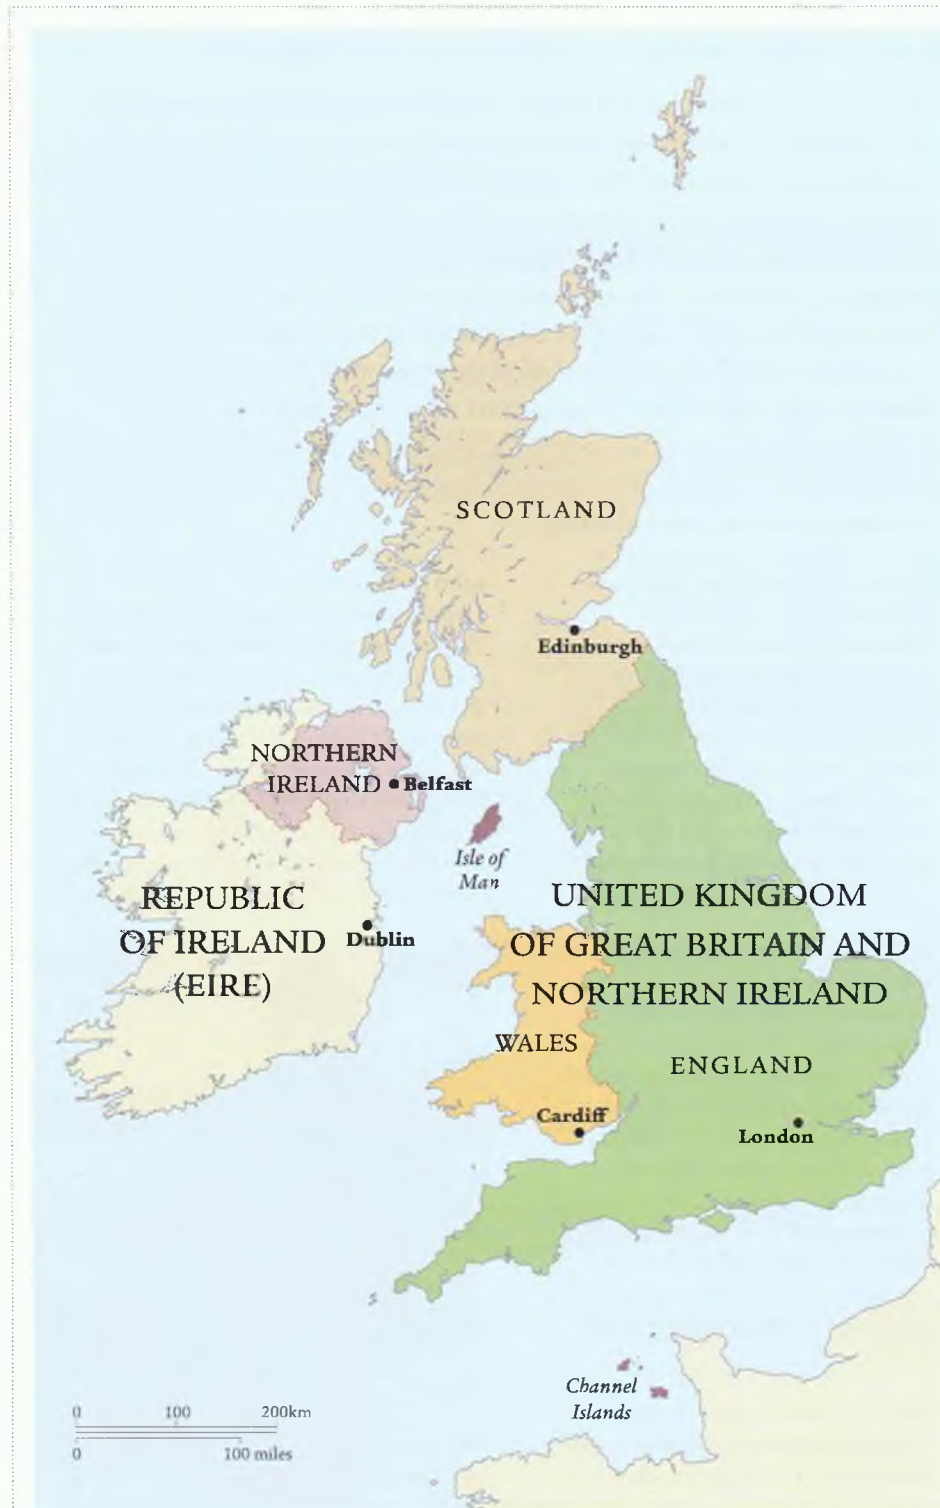 SCOTLAND
Edinburgh
NORTHERN
IRELAND
Belfast
Isle of
Man
REPUBLIC
OF IRELAND
(EIRE)
Dublin
UNITED KINGDOM
OF GREAT BRITAIN AND
NORTHERN IRELAND
WALES
ENGLAND
Cardiff
London
Channel
Islands
0 100 200km
0 100 miles